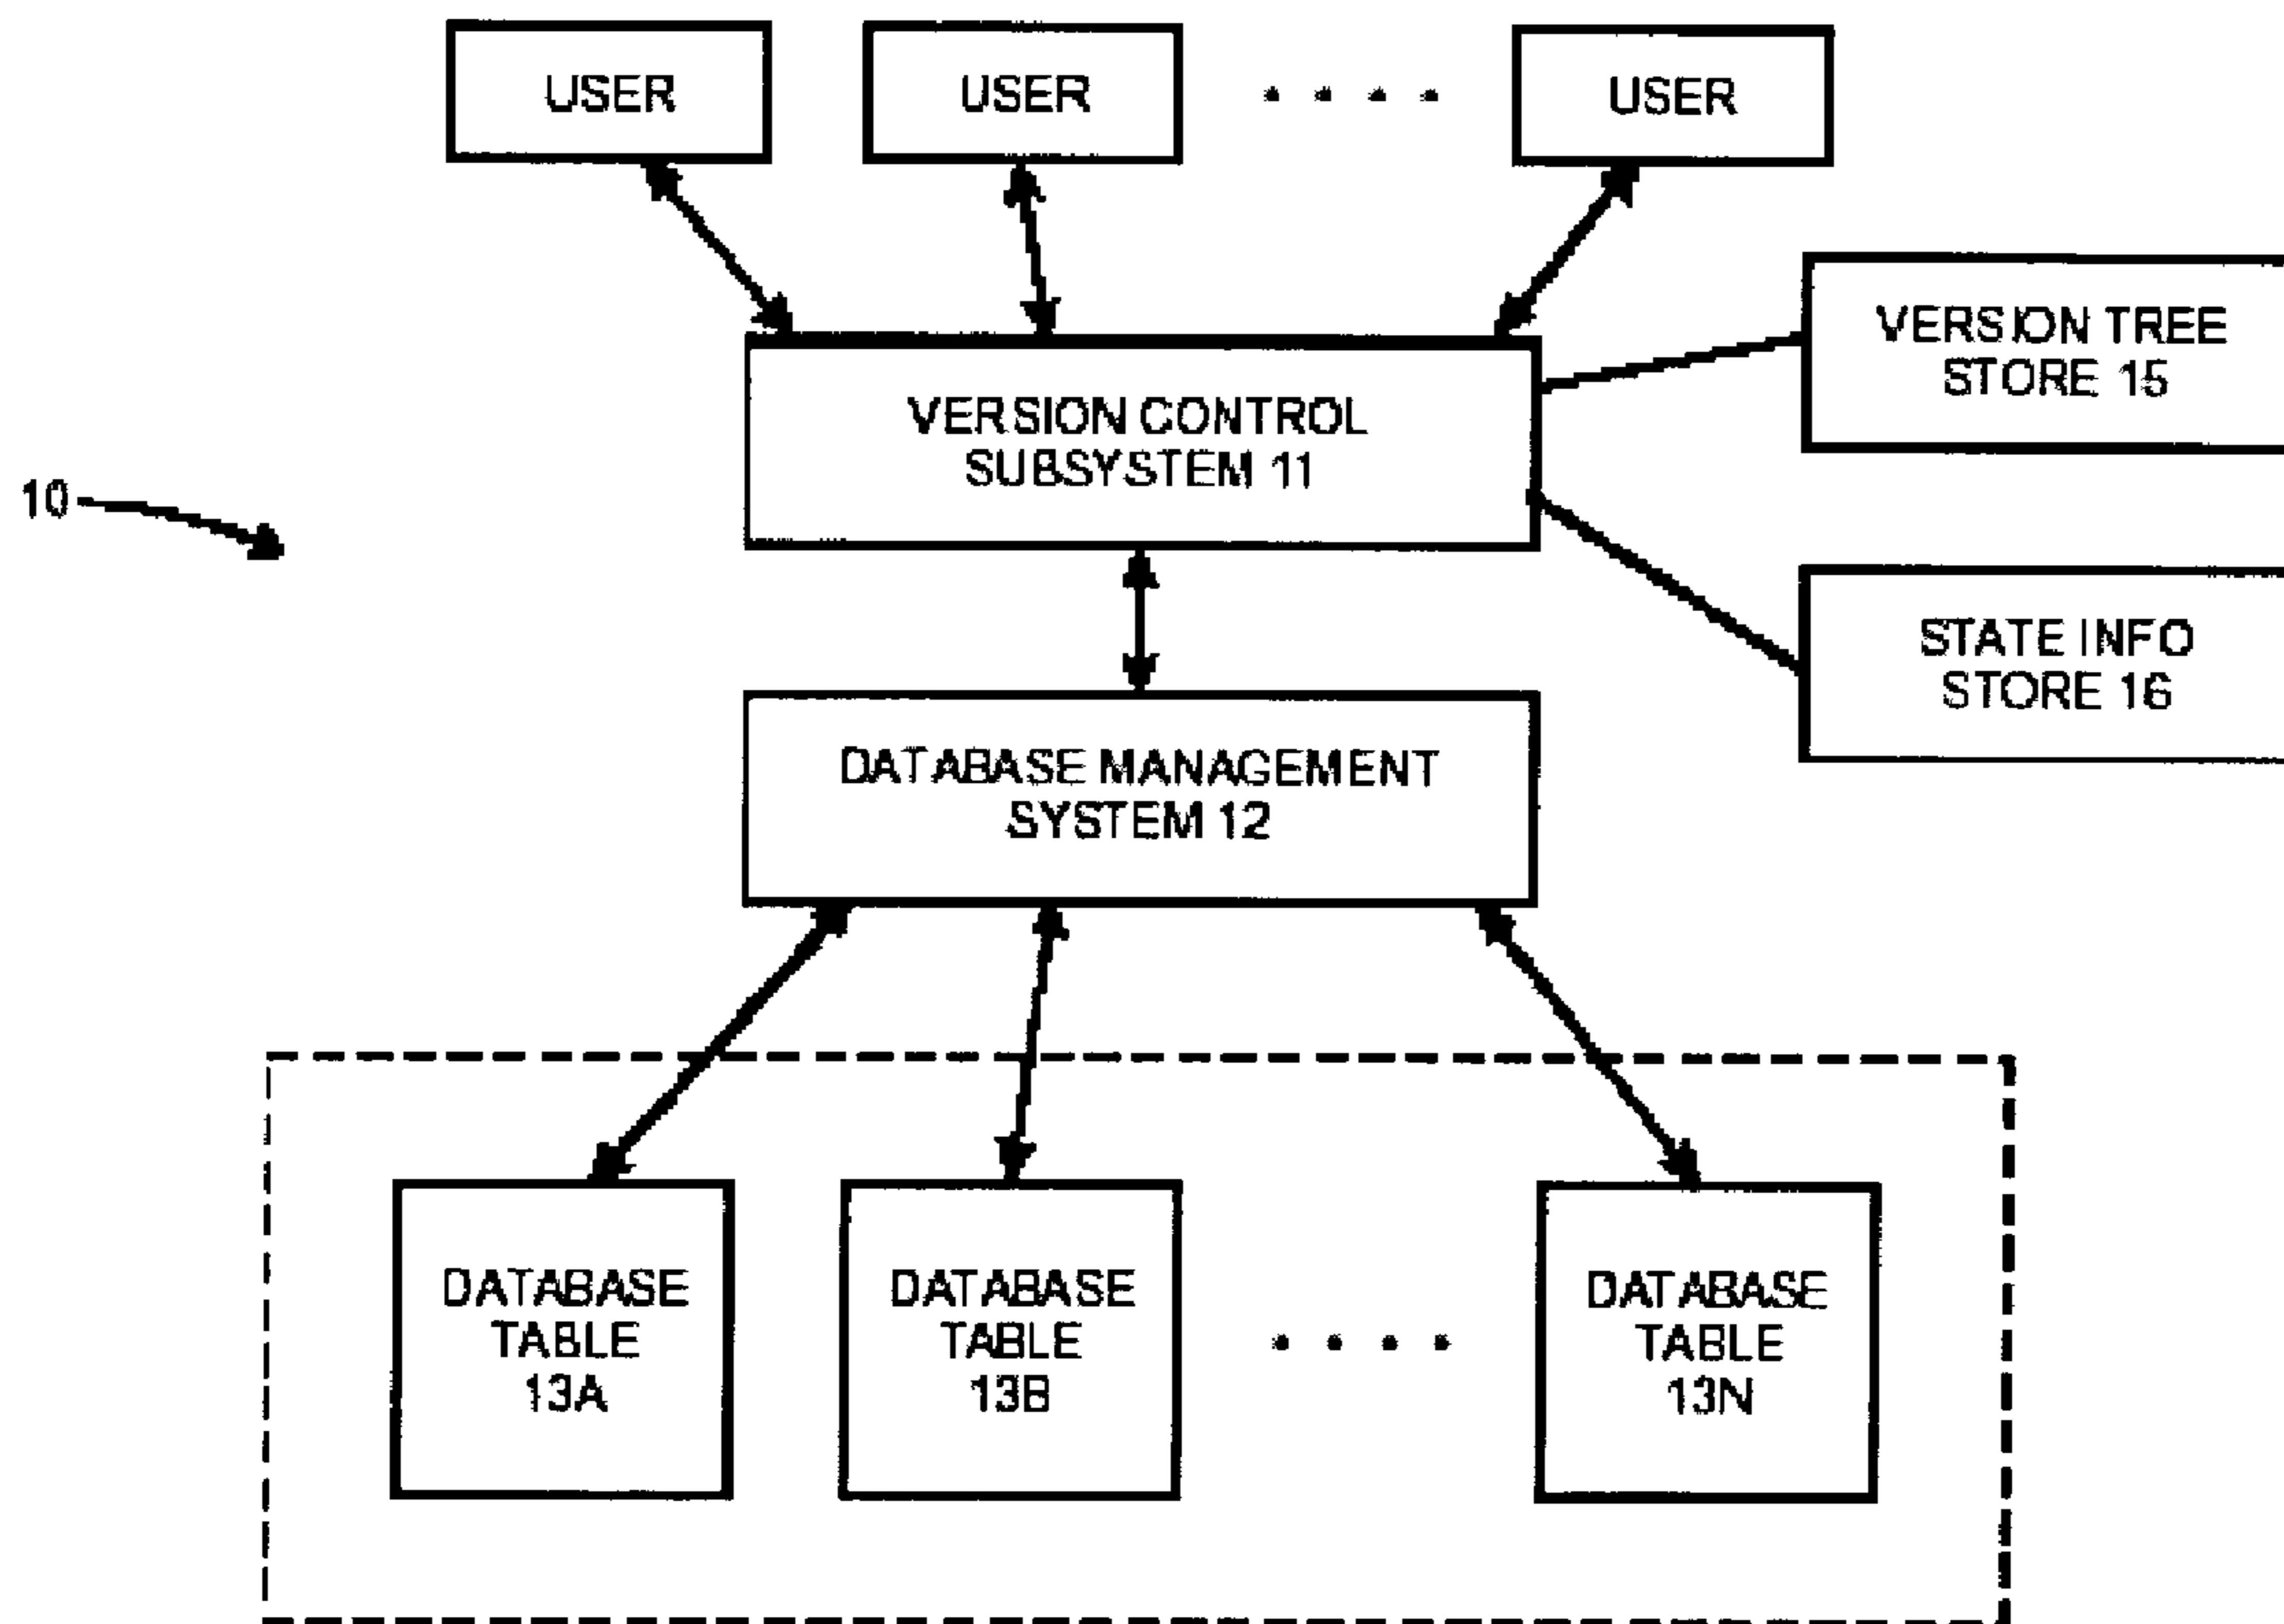 USER
USER
USER
VERSION TREE
STORE 15
VERSION CONTROL
SUBSYSTEM 11
10
STATE INFO
STORE 16
DATABASE MANAGEMENT
SYSTEM 12
DATABASE
TABLE
13A
DATABASE
TABLE
13B
DATABASE
TABLE
13N